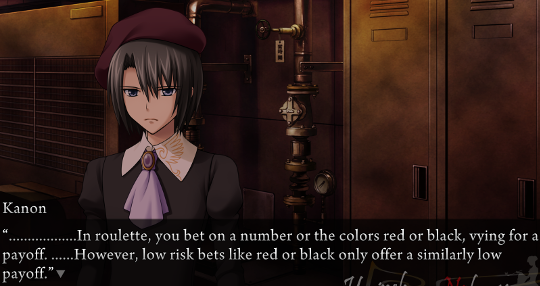 Kanon
“...................In roulette, you bet on a number or the colors red or black, vying for a
payoff. ......However, low risk bets like red or black only offer a similarly low
payoff.”